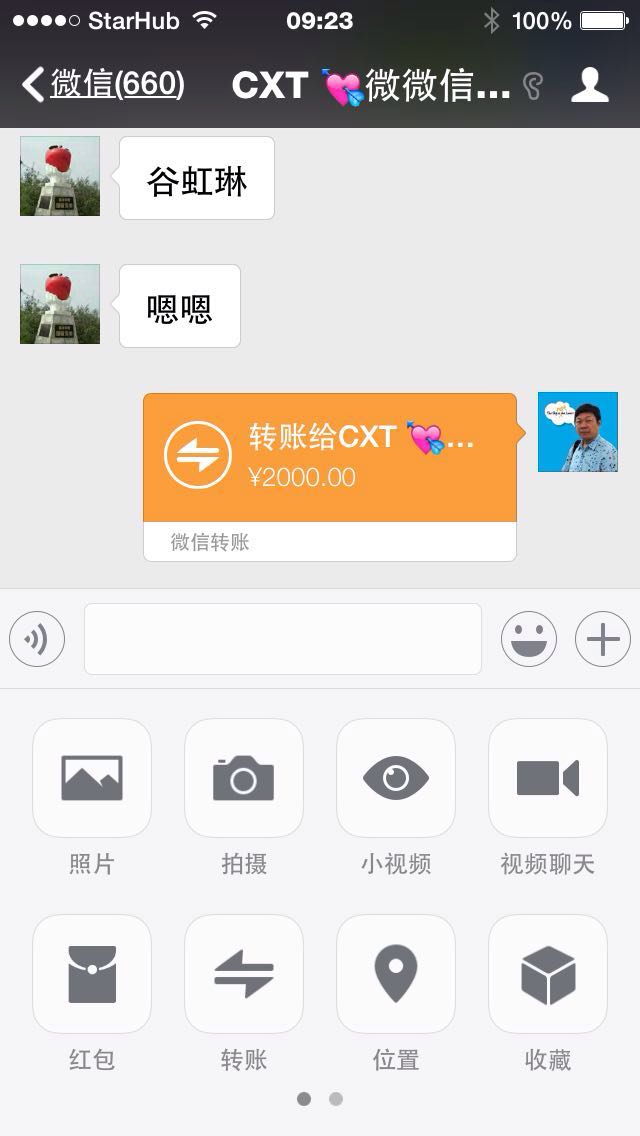 StarHub 09:23 100%
微信(660) CXT 💘微微信...
谷虹琳
嗯嗯
转账给CXT 💘...
¥2000.00
微信转账
照片 拍摄 小视频 视频聊天
红包 转账 位置 收藏